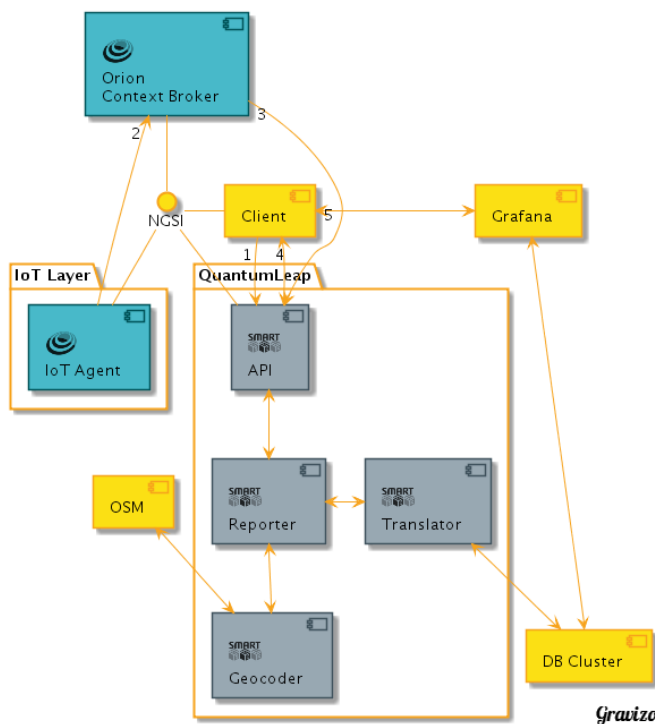 Orion
Context Broker
2
3
NGSI
Client
5
Grafana
1
4
IoT Layer
QuantumLeap
IoT Agent
SMART
API
OSM
SMART
Reporter
SMART
Translator
SMART
Geocoder
DB Cluster